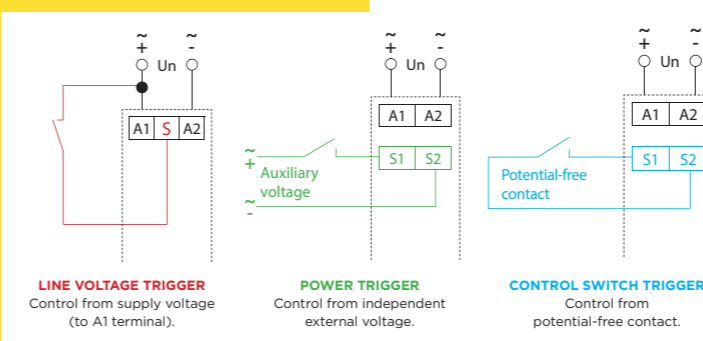 ~ ~
+ -
Un
A1 S A2
LINE VOLTAGE TRIGGER
Control from supply voltage
(to A1 terminal).
~ ~
+ -
Un
A1 A2
S1 S2
~
+
Auxiliary
voltage
~
-
POWER TRIGGER
Control from independent
external voltage.
~ ~
+ -
Un
A1 A2
S1 S2
Potential-free
contact
CONTROL SWITCH TRIGGER
Control from
potential-free contact.